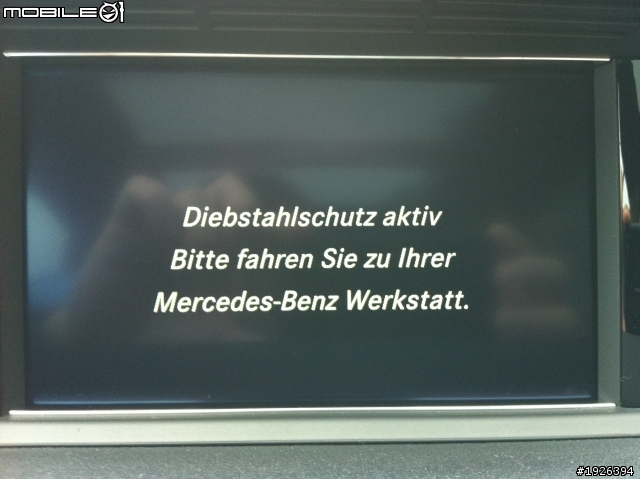 MOBILE01
Diebstahlschutz aktiv
Bitte fahren Sie zu Ihrer
Mercedes-Benz Werkstatt.
#1926394